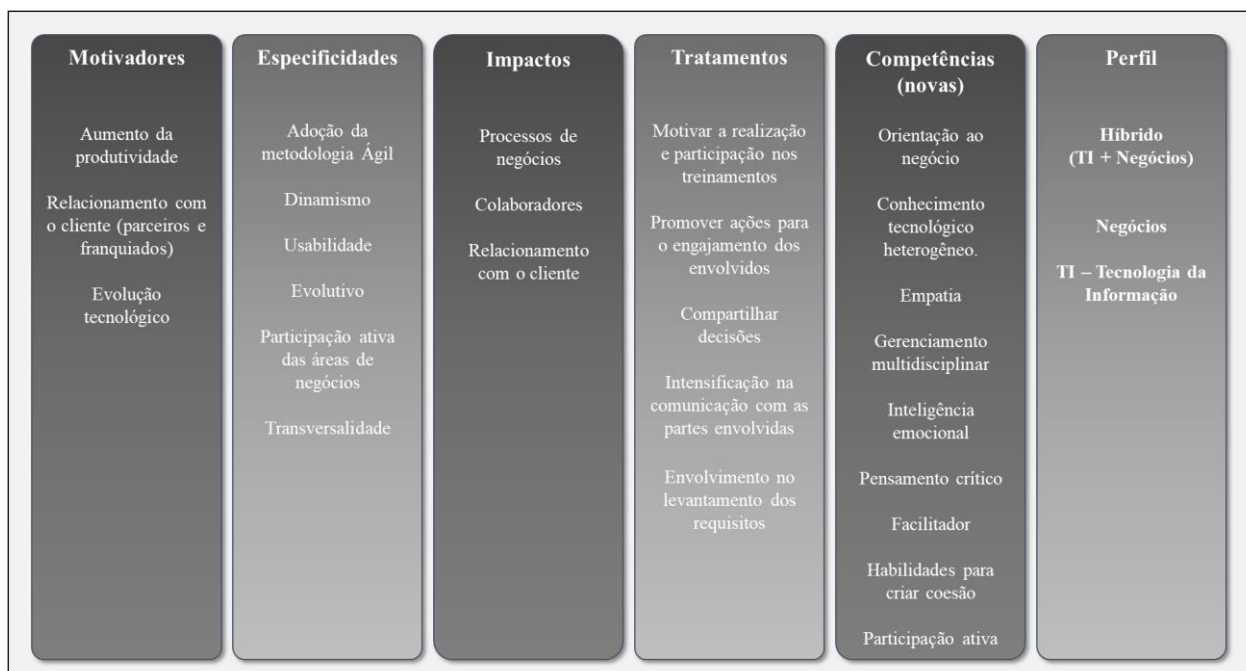 Motivadores
Aumento da
produtividade
Relacionamento com
o cliente (parceiros e
franquiados)
Evolução
tecnológico
Especificidades
Adoção da
metodologia Ágil
Dinamismo
Usabilidade
Evolutivo
Participação ativa
das áreas de
negócios
Transversalidade
Impactos
Processos de
negócios
Colaboradores
Relacionamento
com o cliente
Tratamentos
Motivar a realização
e participação nos
treinamentos
Promover ações para
o engajamento dos
envolvidos
Compartilhar
decisões
Intensificação na
comunicação com as
partes envolvidas
Envolvimento no
levantamento dos
requisitos
Competências
(novas)
Orientação ao
negócio
Conhecimento
tecnológico
heterogêneo.
Empatia
Gerenciamento
multidisciplinar
Inteligência
emocional
Pensamento crítico
Facilitador
Habilidades para
criar coesão
Participação ativa
Perfil
Híbrido
(TI + Negócios)
Negócios
TI – Tecnologia da
Informação